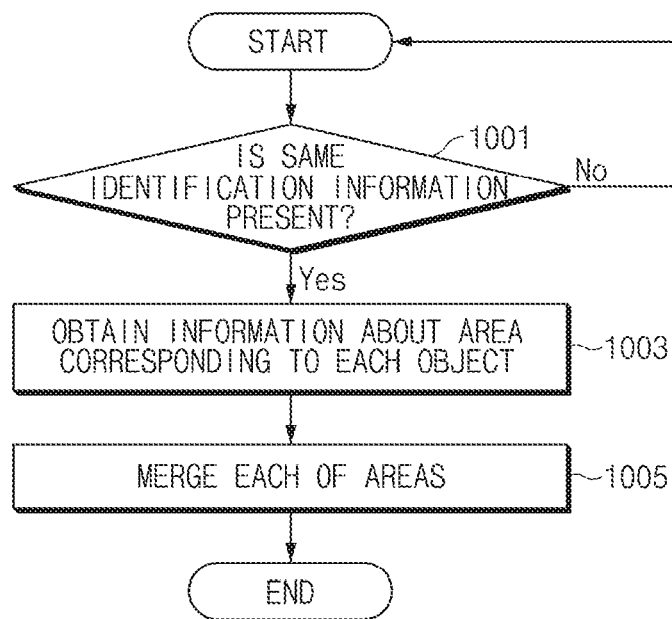 START
1001
IS SAME
IDENTIFICATION INFORMATION
PRESENT?
No
Yes
OBTAIN INFORMATION ABOUT AREA
CORRESPONDING TO EACH OBJECT
1003
MERGE EACH OF AREAS
1005
END